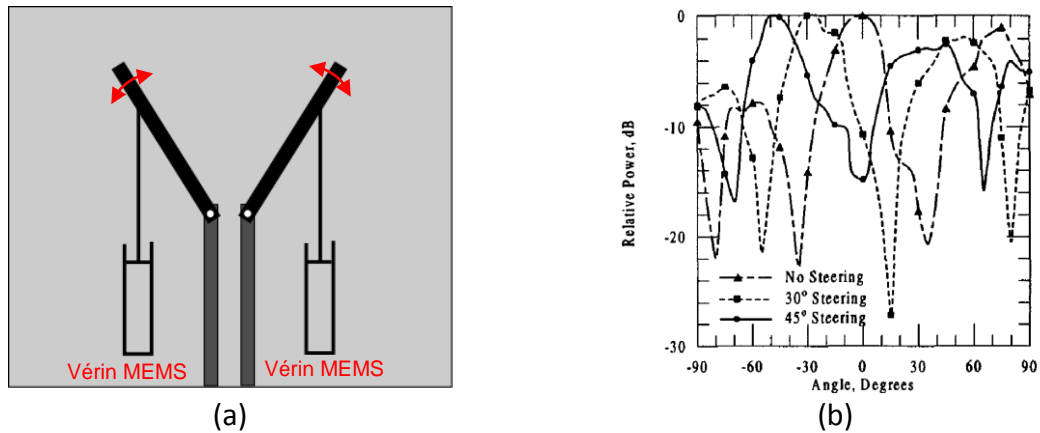 Vérin MEMS
Vérin MEMS
(a)
Relative Power, dB
0
-10
-20
-30
No Steering
30° Steering
45° Steering
-90
-60
-30
0
30
60
90
Angle, Degrees
(b)